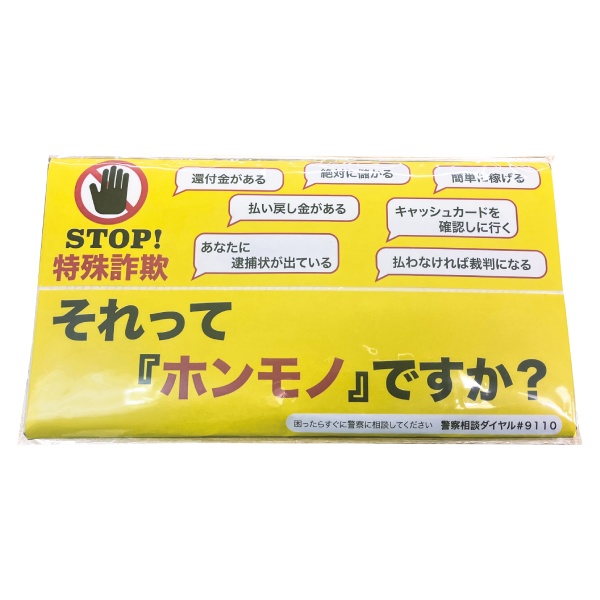 STOP!
特殊詐欺
還付金がある
絶対に儲かる
簡単に稼げる
払い戻し金がある
キャッシュカードを
確認しに行く
あなたに
逮捕状が出ている
払わなければ裁判になる
それって
『ホンモノ』ですか？
困ったらすぐに警察に相談してください 警察相談ダイヤル#9110